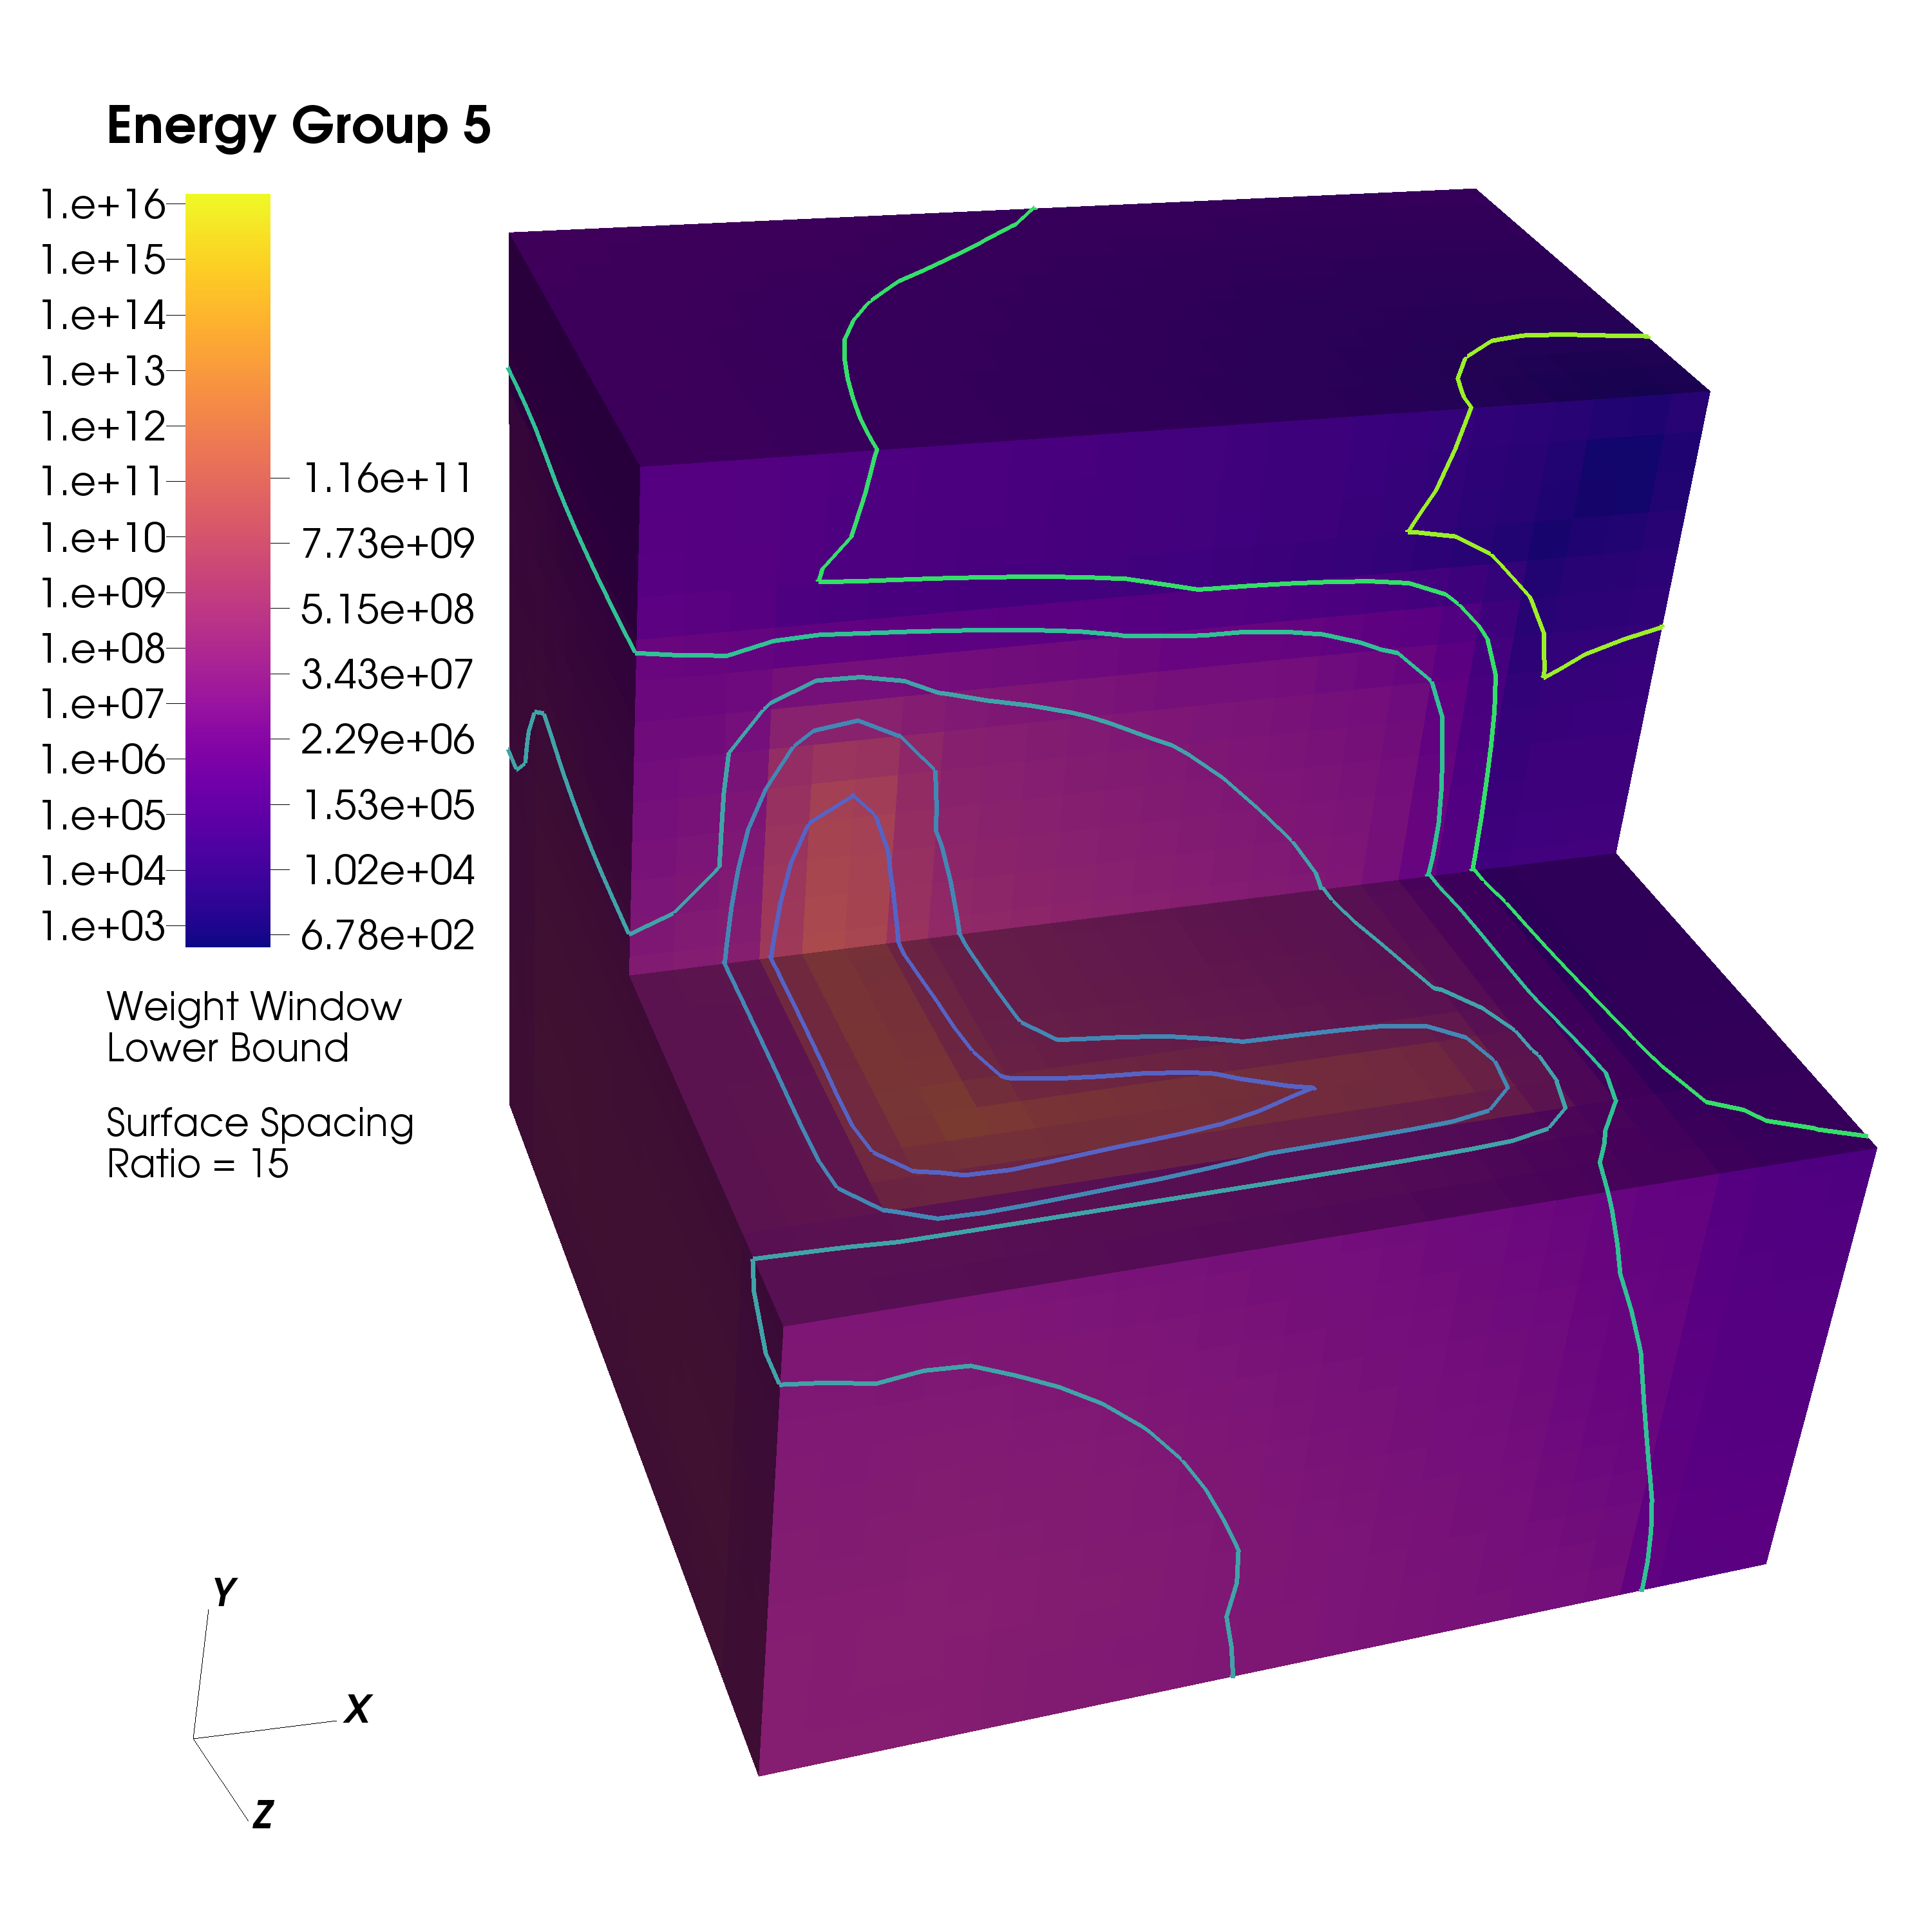 Energy Group 5
1.e+16
1.e+15
1.e+14
1.e+13
1.e+12
1.e+11
1.e+10
1.e+09
1.e+08
1.e+07
1.e+06
1.e+05
1.e+04
1.e+03
1.16e+11
7.73e+09
5.15e+08
3.43e+07
2.29e+06
1.53e+05
1.02e+04
6.78e+02
Weight Window
Lower Bound
Surface Spacing
Ratio = 15
Y
X
Z